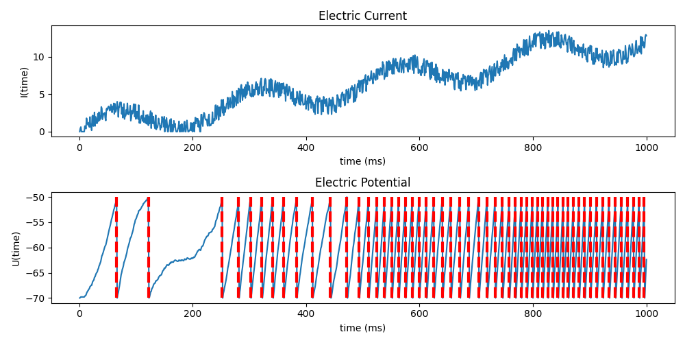 Electric Current
I(time)
10
5
0
0 200 400 600 800 1000
time (ms)
Electric Potential
U(time)
−50
−55
−60
−65
−70
0 200 400 600 800 1000
time (ms)